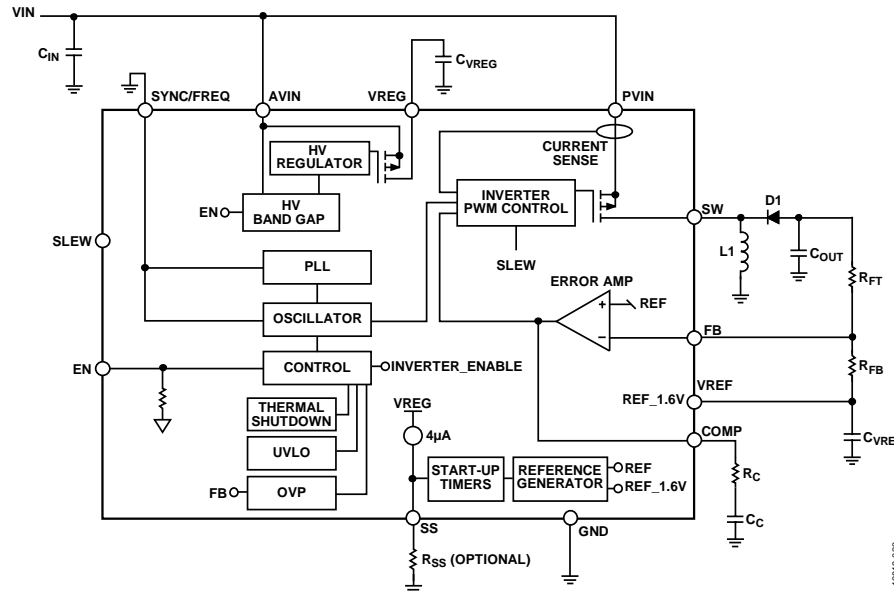 VIN
CIN
CVREG
SYNC/FREQ
AVIN
VREG
PVIN
HV
REGULATOR
CURRENT
SENSE
INVERTER
PWM CONTROL
EN
HV
BAND GAP
SW
D1
SLEW
L1
COUT
RFT
SLEW
PLL
ERROR AMP
+
REF
OSCILLATOR
−
FB
EN
CONTROL
INVERTER_ENABLE
RFB
THERMAL
SHUTDOWN
VREG
VREF
REF_1.6V
4µA
COMP
CVREF
UVLO
START-UP
TIMERS
REFERENCE
GENERATOR
REF
REF_1.6V
RC
FB
OVP
SS
GND
CC
RSS (OPTIONAL)